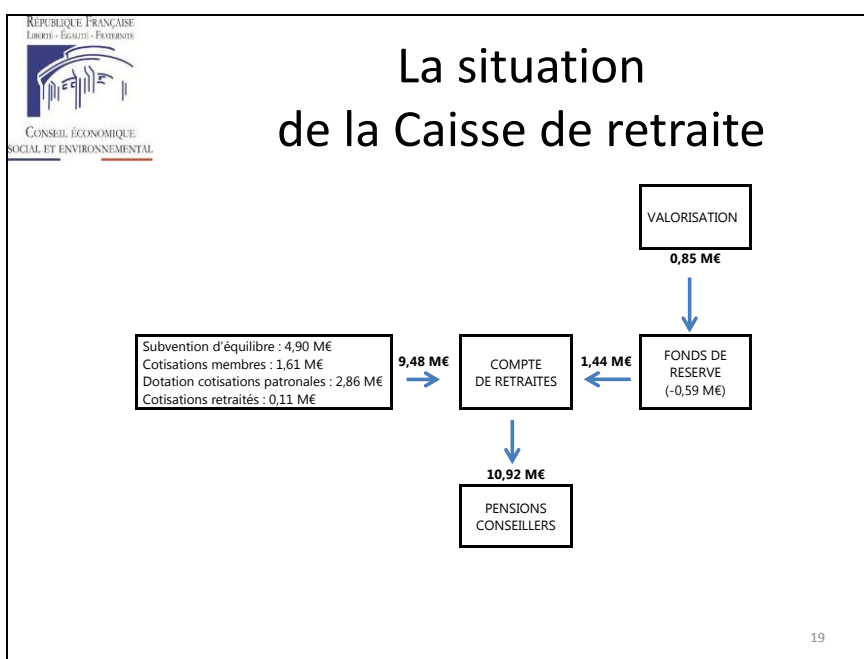 RÉPUBLIQUE FRANÇAISE
LIBERTÉ - ÉGALITÉ - FRATERNITÉ
CONSEIL ÉCONOMIQUE
SOCIAL ET ENVIRONNEMENTAL
La situation
de la Caisse de retraite
VALORISATION
0,85 M€
Subvention d'équilibre : 4,90 M€
Cotisations membres : 1,61 M€
Dotation cotisations patronales : 2,86 M€
Cotisations retraités : 0,11 M€
9,48 M€
COMPTE
DE RETRAITES
1,44 M€
FONDS DE
RESERVE
(-0,59 M€)
10,92 M€
PENSIONS
CONSEILLERS
19